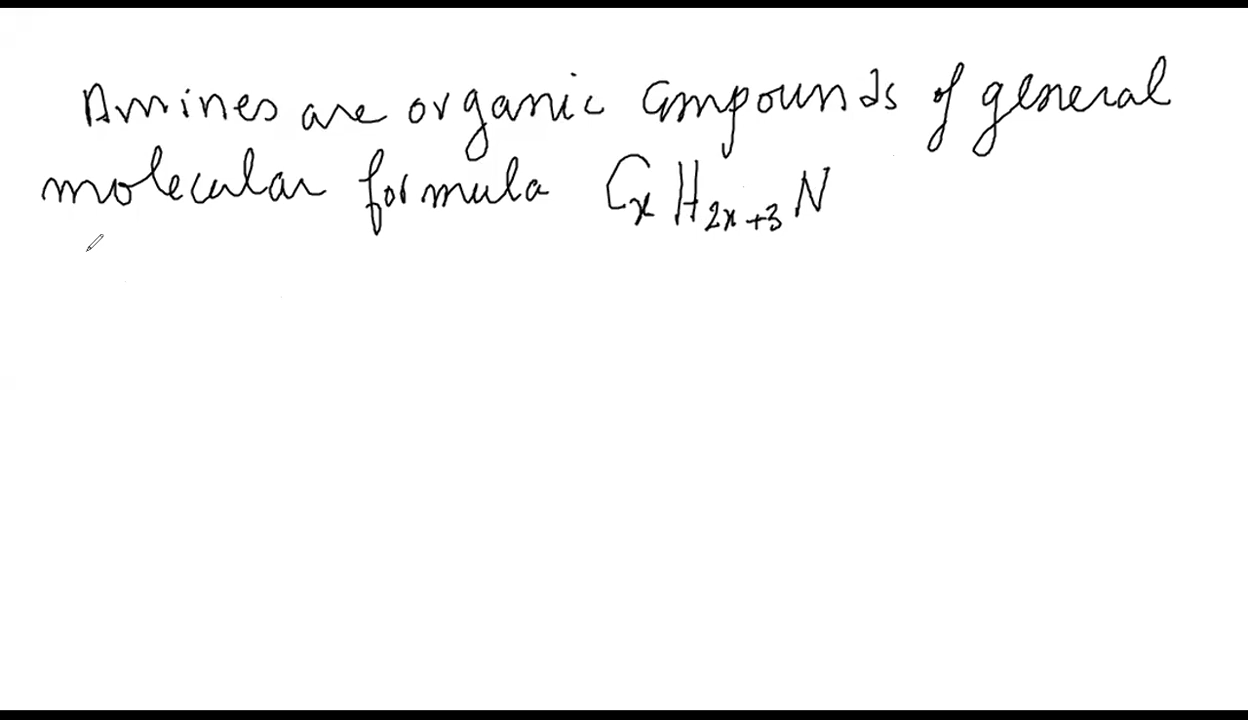 Amines are organic compounds of general
molecular formula CxH2x+3N